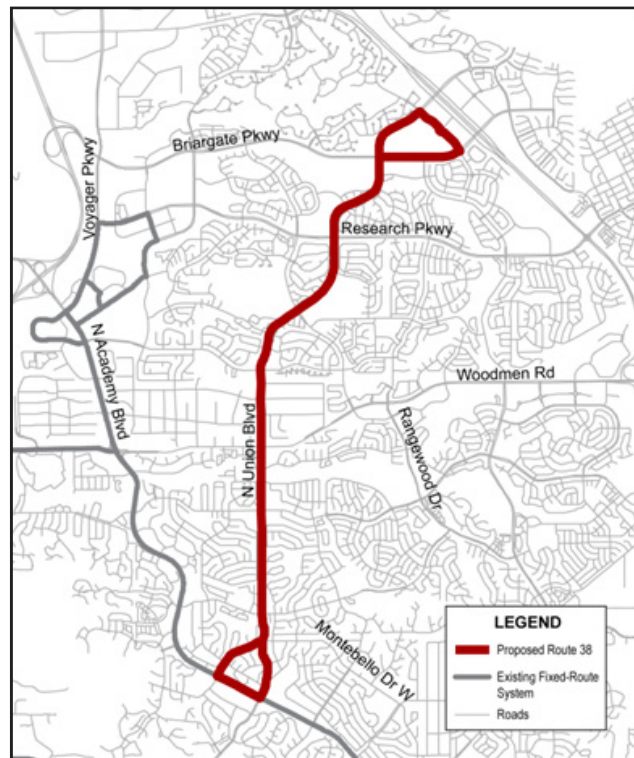 Briargate Pkwy
Voyager Pkwy
Research Pkwy
N Academy Blvd
Woodmen Rd
N Union Blvd
Rangewood Dr
Montebello Dr W
LEGEND
Proposed Route 38
Existing Fixed-Route
System
Roads